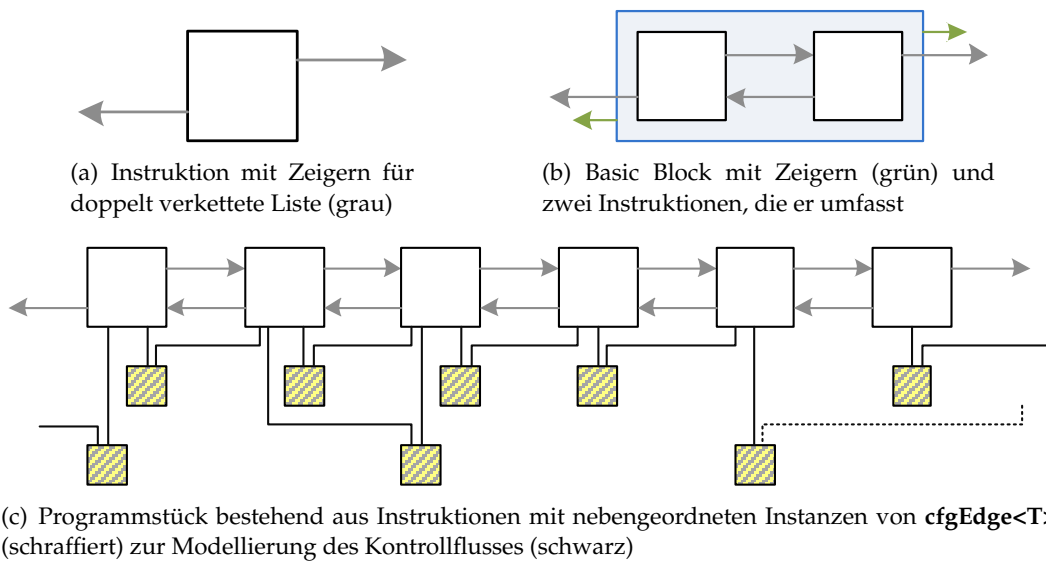 (a) Instruktion mit Zeigern für
doppelt verkettete Liste (grau)
(b) Basic Block mit Zeigern (grün) und
zwei Instruktionen, die er umfasst
(c) Programmstück bestehend aus Instruktionen mit nebengeordneten Instanzen von cfgEdge<T>
(schraffiert) zur Modellierung des Kontrollflusses (schwarz)